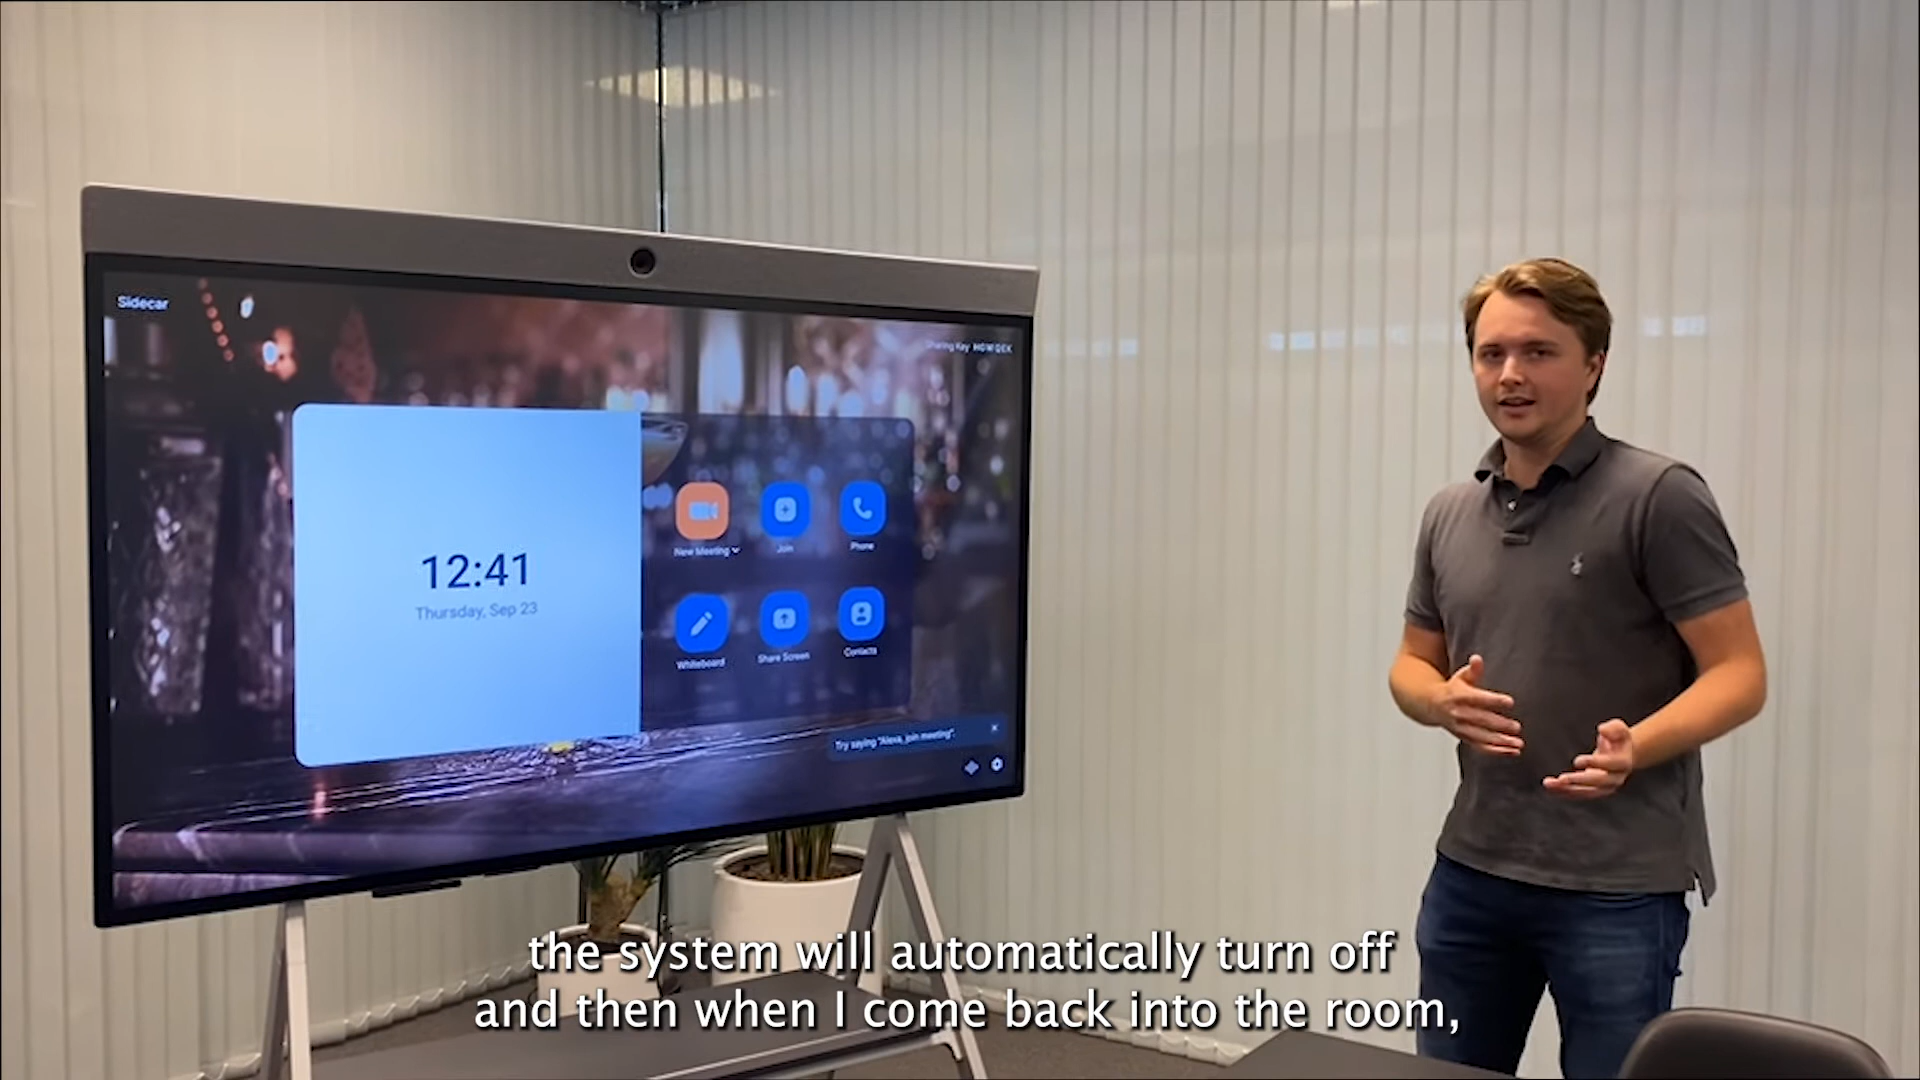 Sidecar
Sharing Key HGWQEK
12:41
Thursday, Sep 23
New Meeting
Join
Phone
Whiteboard
Share Screen
Contacts
Try saying "Alexa, join meeting".
the system will automatically turn off
and then when I come back into the room,